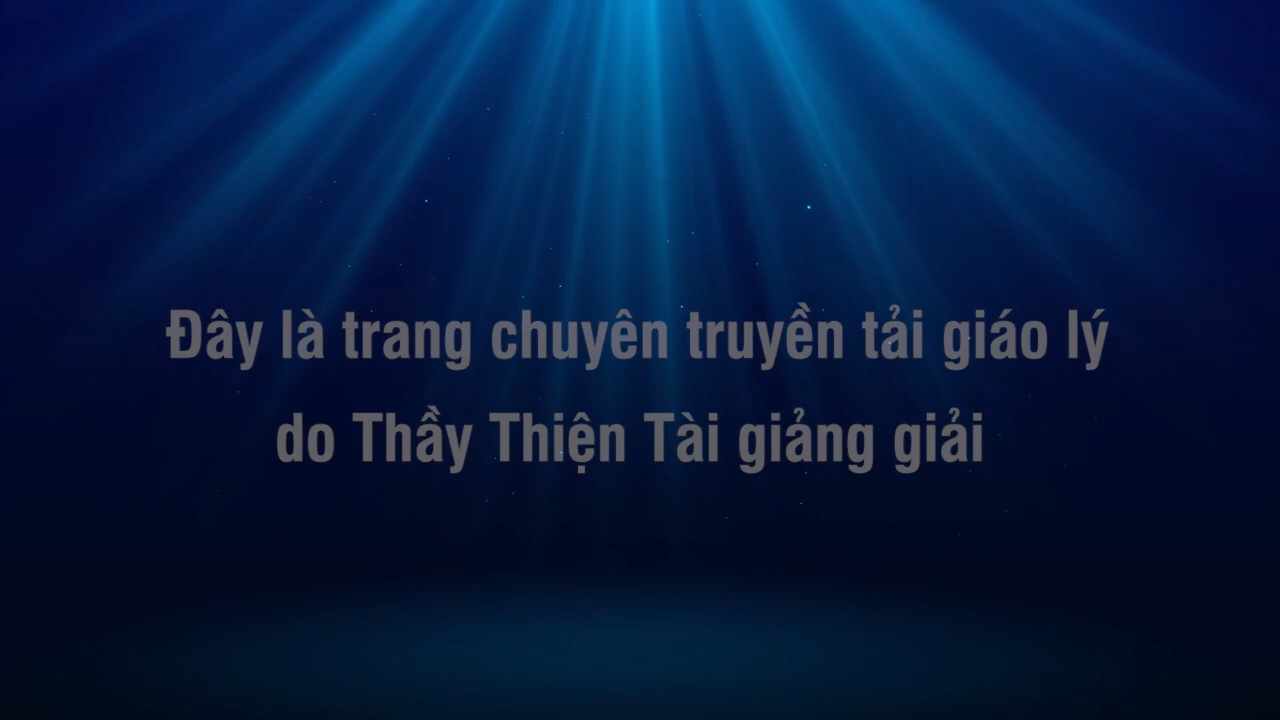 Đây là trang chuyên truyền tải giáo lý
do Thầy Thiện Tài giảng giải